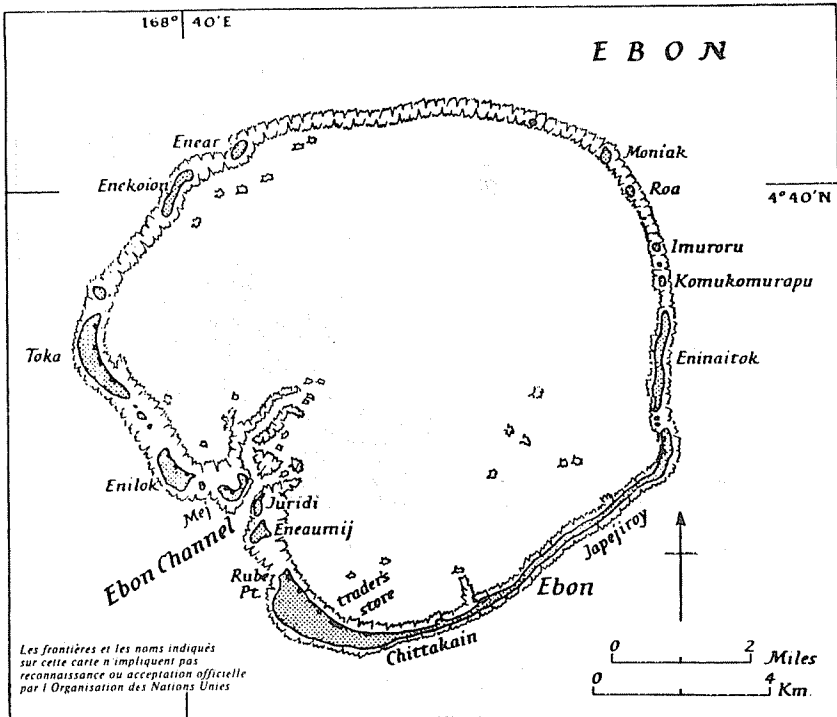 168° 40'E
EBON
Enear
Moniak
Enekoion
Roa
4°40'N
Imuroru
Komukomurapu
Toka
Eninaitok
Enilok
Mej
Juridi
Eneaurnij
Ebon Channel
Japejiroy
Rube
Pt.
trader's
store
Ebon
Chittakain
Les frontières et les noms indiqués
sur cette carte n'impliquent pas
reconnaissance ou acceptation officielle
par l'Organisation des Nations Unies
0 2
Miles
0 4
Km.